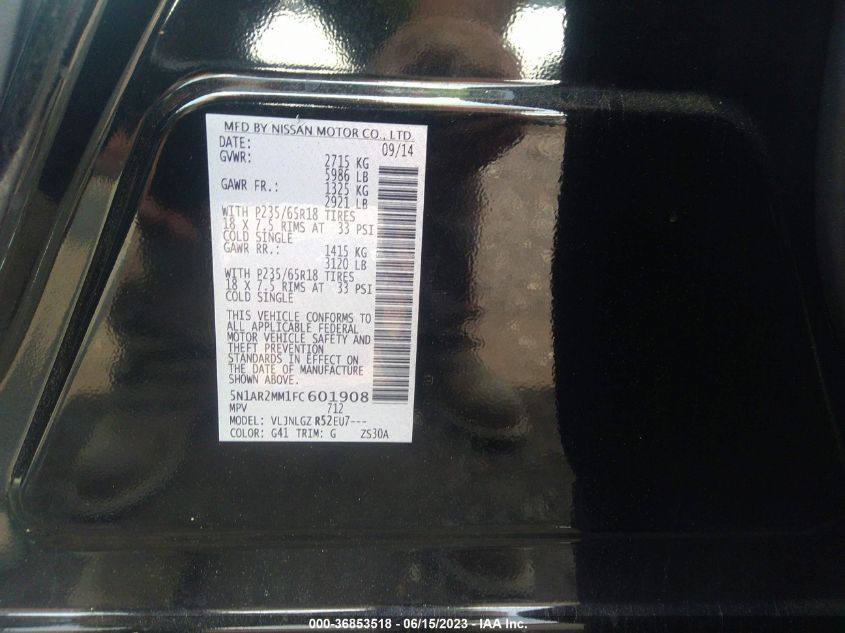 MFD BY NISSAN MOTOR CO., LTD.
DATE: 09/14
GVWR: 2715 KG
5986 LB
GAWR FR.: 1325 KG
2921 LB
WITH P235/65R18 TIRES
18 X 7.5 RIMS AT 33 PSI
COLD SINGLE
GAWR RR.: 1415 KG
3120 LB
WITH P235/65R18 TIRES
18 X 7.5 RIMS AT 33 PSI
COLD SINGLE
THIS VEHICLE CONFORMS TO
ALL APPLICABLE FEDERAL
MOTOR VEHICLE SAFETY AND
THEFT PREVENTION
STANDARDS IN EFFECT ON
THE DATE OF MANUFACTURE
SHOWN ABOVE.
5N1AR2MM1FC601908
MPV 712
MODEL: VLJNLGZ R52EU7---
COLOR: G41 TRIM: G ZS30A
000-36853518 - 06/15/2023 - IAA Inc.